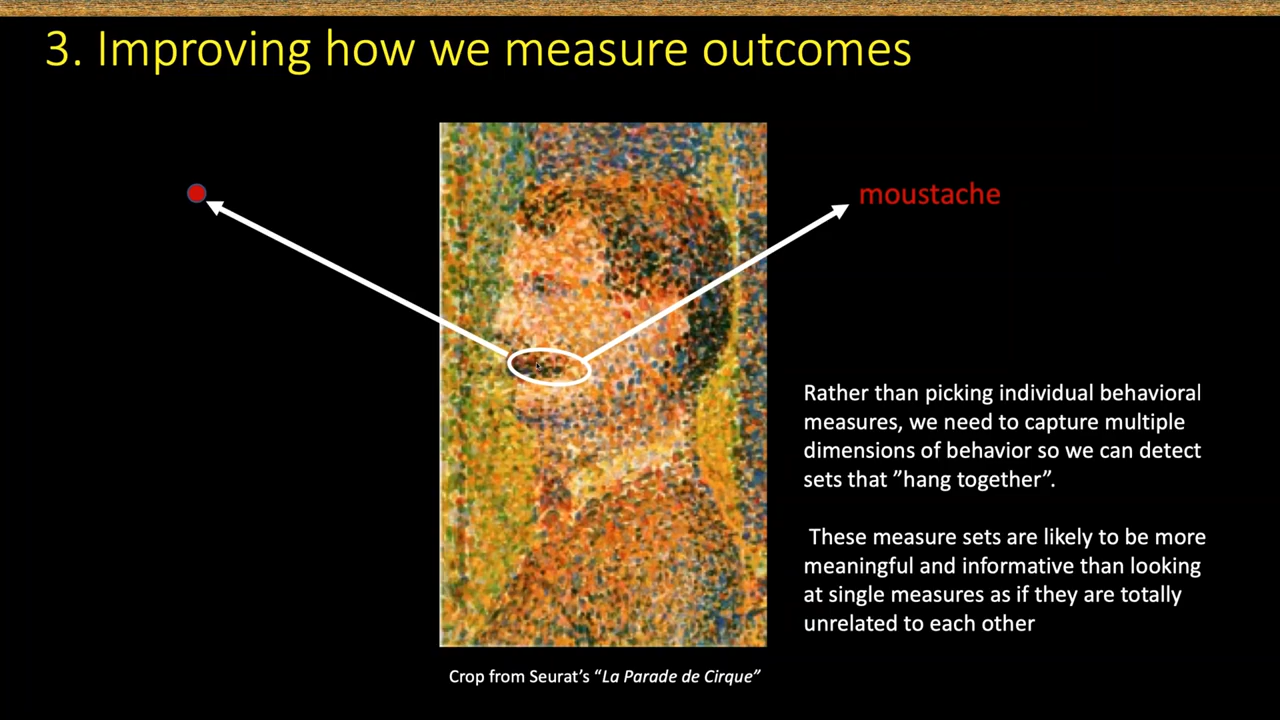 3. Improving how we measure outcomes
moustache
Rather than picking individual behavioral
measures, we need to capture multiple
dimensions of behavior so we can detect
sets that ”hang together”.
These measure sets are likely to be more
meaningful and informative than looking
at single measures as if they are totally
unrelated to each other
Crop from Seurat’s “La Parade de Cirque”